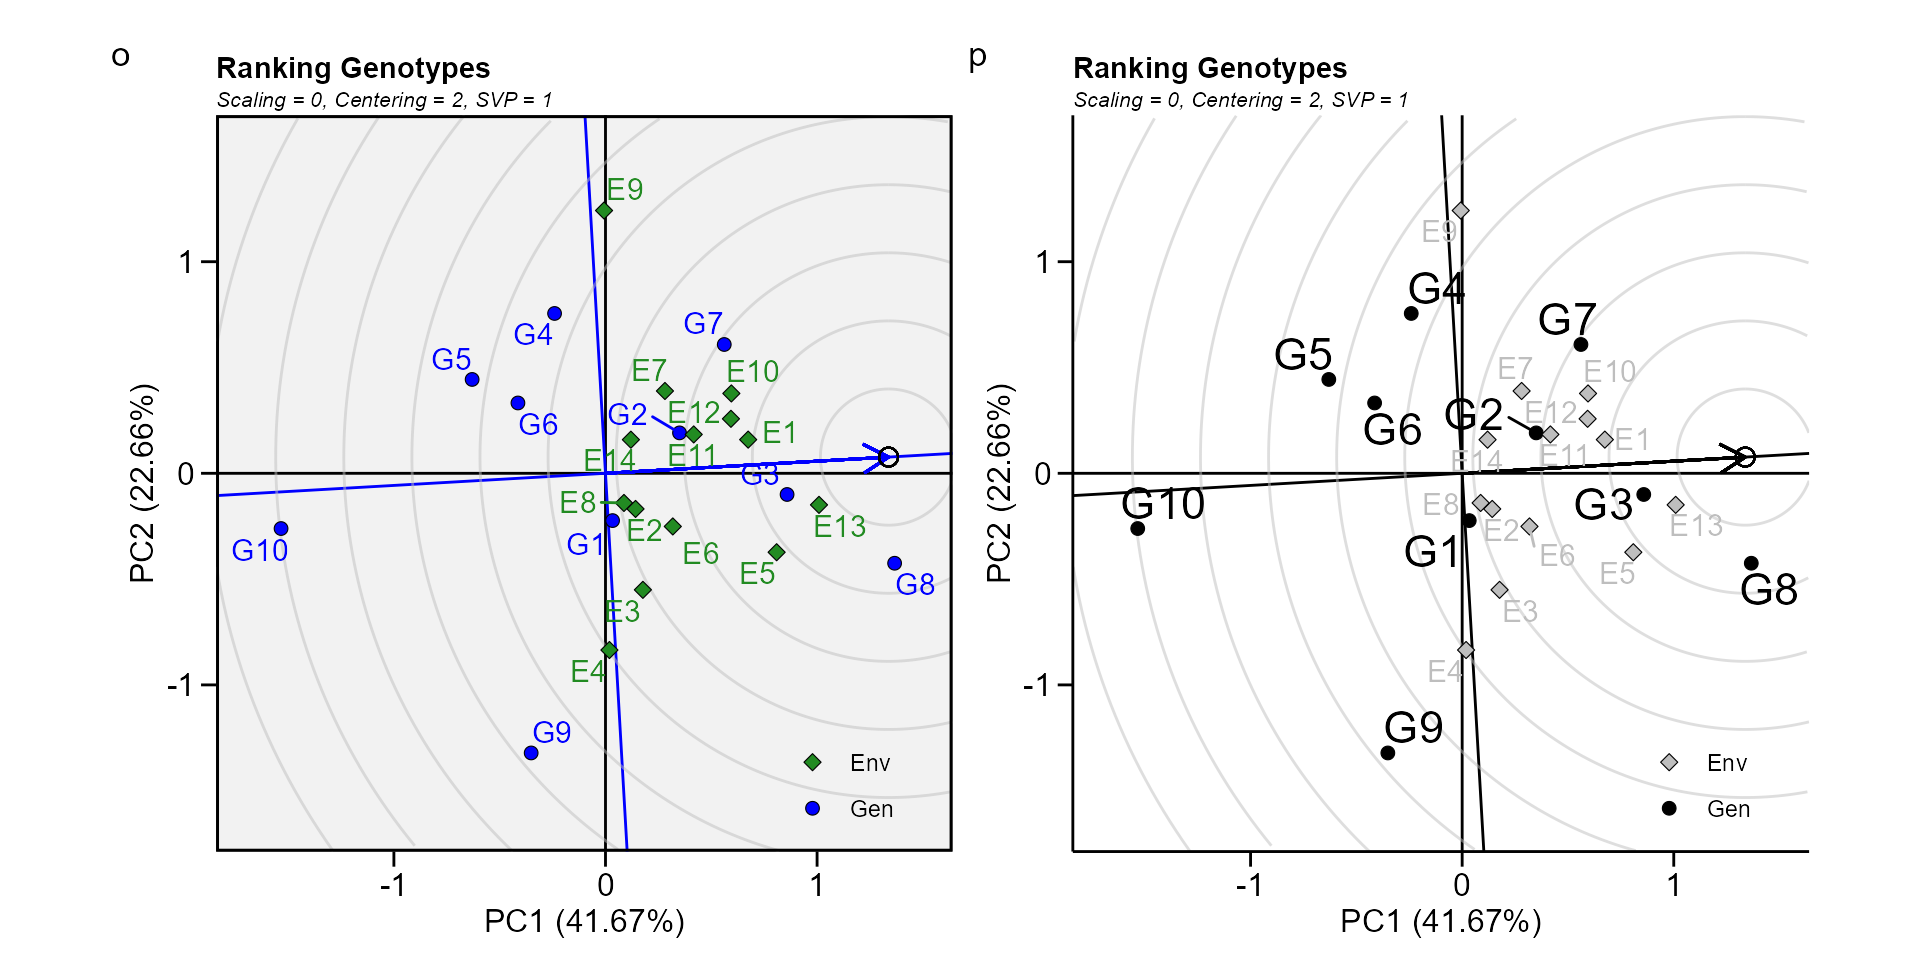 o
Ranking Genotypes
Scaling = 0, Centering = 2, SVP = 1
E9
G4
G7
G5
E7
E10
G6
G2
E12
E1
E14
E11
G3
E8
E2
E13
G10
G1
E6
E5
G8
E3
E4
G9
Env
Gen
1
0
-1
-1
0
1
PC2 (22.66%)
PC1 (41.67%)
p
Ranking Genotypes
Scaling = 0, Centering = 2, SVP = 1
E9
G4
G7
G5
E7
E10
G6
G2
E12
E1
E14
E11
G10
E8
G3
E2
E13
G1
E6
E5
G8
E3
E4
G9
Env
Gen
1
0
-1
-1
0
1
PC2 (22.66%)
PC1 (41.67%)